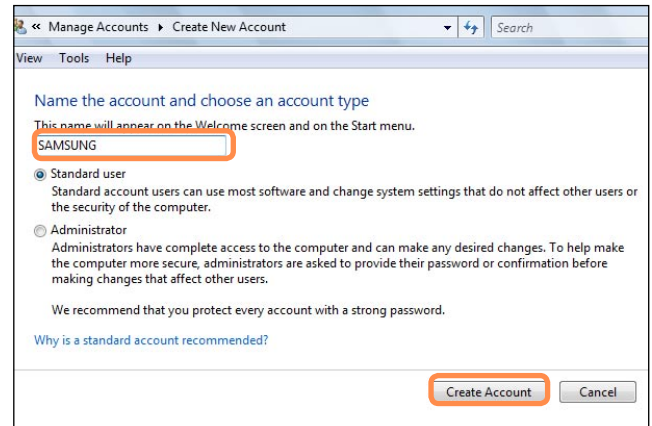 « Manage Accounts ▸ Create New Account Search
View Tools Help
Name the account and choose an account type
This name will appear on the Welcome screen and on the Start menu.
SAMSUNG
Standard user
Standard account users can use most software and change system settings that do not affect other users or
the security of the computer.
Administrator
Administrators have complete access to the computer and can make any desired changes. To help make
the computer more secure, administrators are asked to provide their password or confirmation before
making changes that affect other users.
We recommend that you protect every account with a strong password.
Why is a standard account recommended?
Create Account Cancel